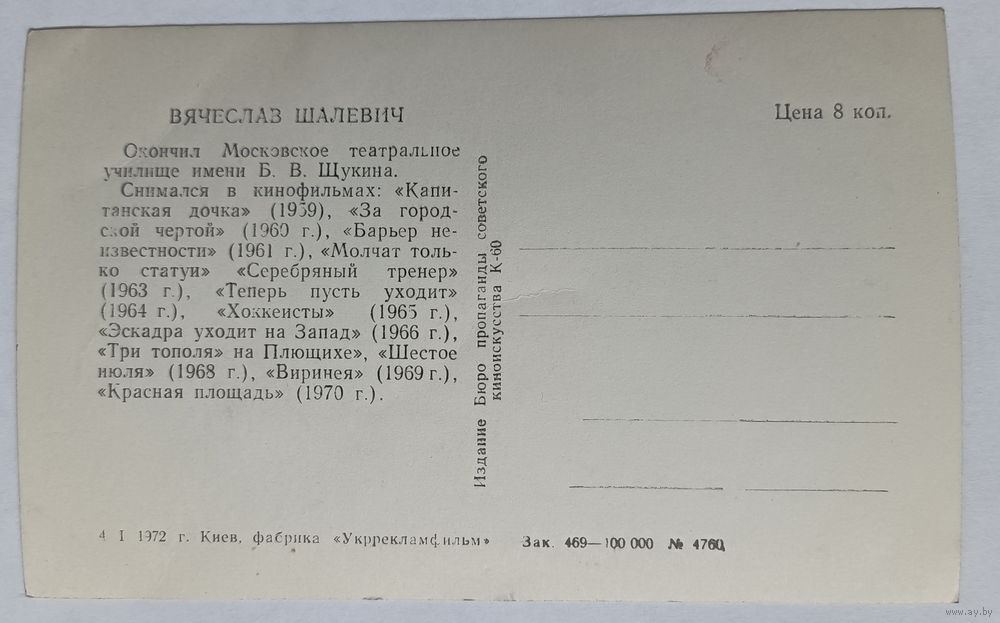 ВЯЧЕСЛАВ ШАЛЕВИЧ
Окончил Московское театральное
училище имени Б. В. Щукина.
Снимался в кинофильмах: «Капи-
танская дочка» (1959), «За город-
ской чертой» (1960 г.), «Барьер не-
известности» (1961 г.), «Молчат толь-
ко статуи» «Серебряный тренер»
(1963 г.), «Теперь пусть уходит»
(1964 г.), «Хоккеисты» (1965 г.),
«Эскадра уходит на Запад» (1966 г.),
«Три тополя» на Плющихе», «Шестое
июля» (1968 г.), «Виринея» (1969 г.),
«Красная площадь» (1970 г.).
Издание Бюро пропаганды советского
киноискусства К-60
Цена 8 коп.
4 I 1972 г. Киев, фабрика «Укррекламфильм» Зак. 469—100 000 № 4760
www.ay.by